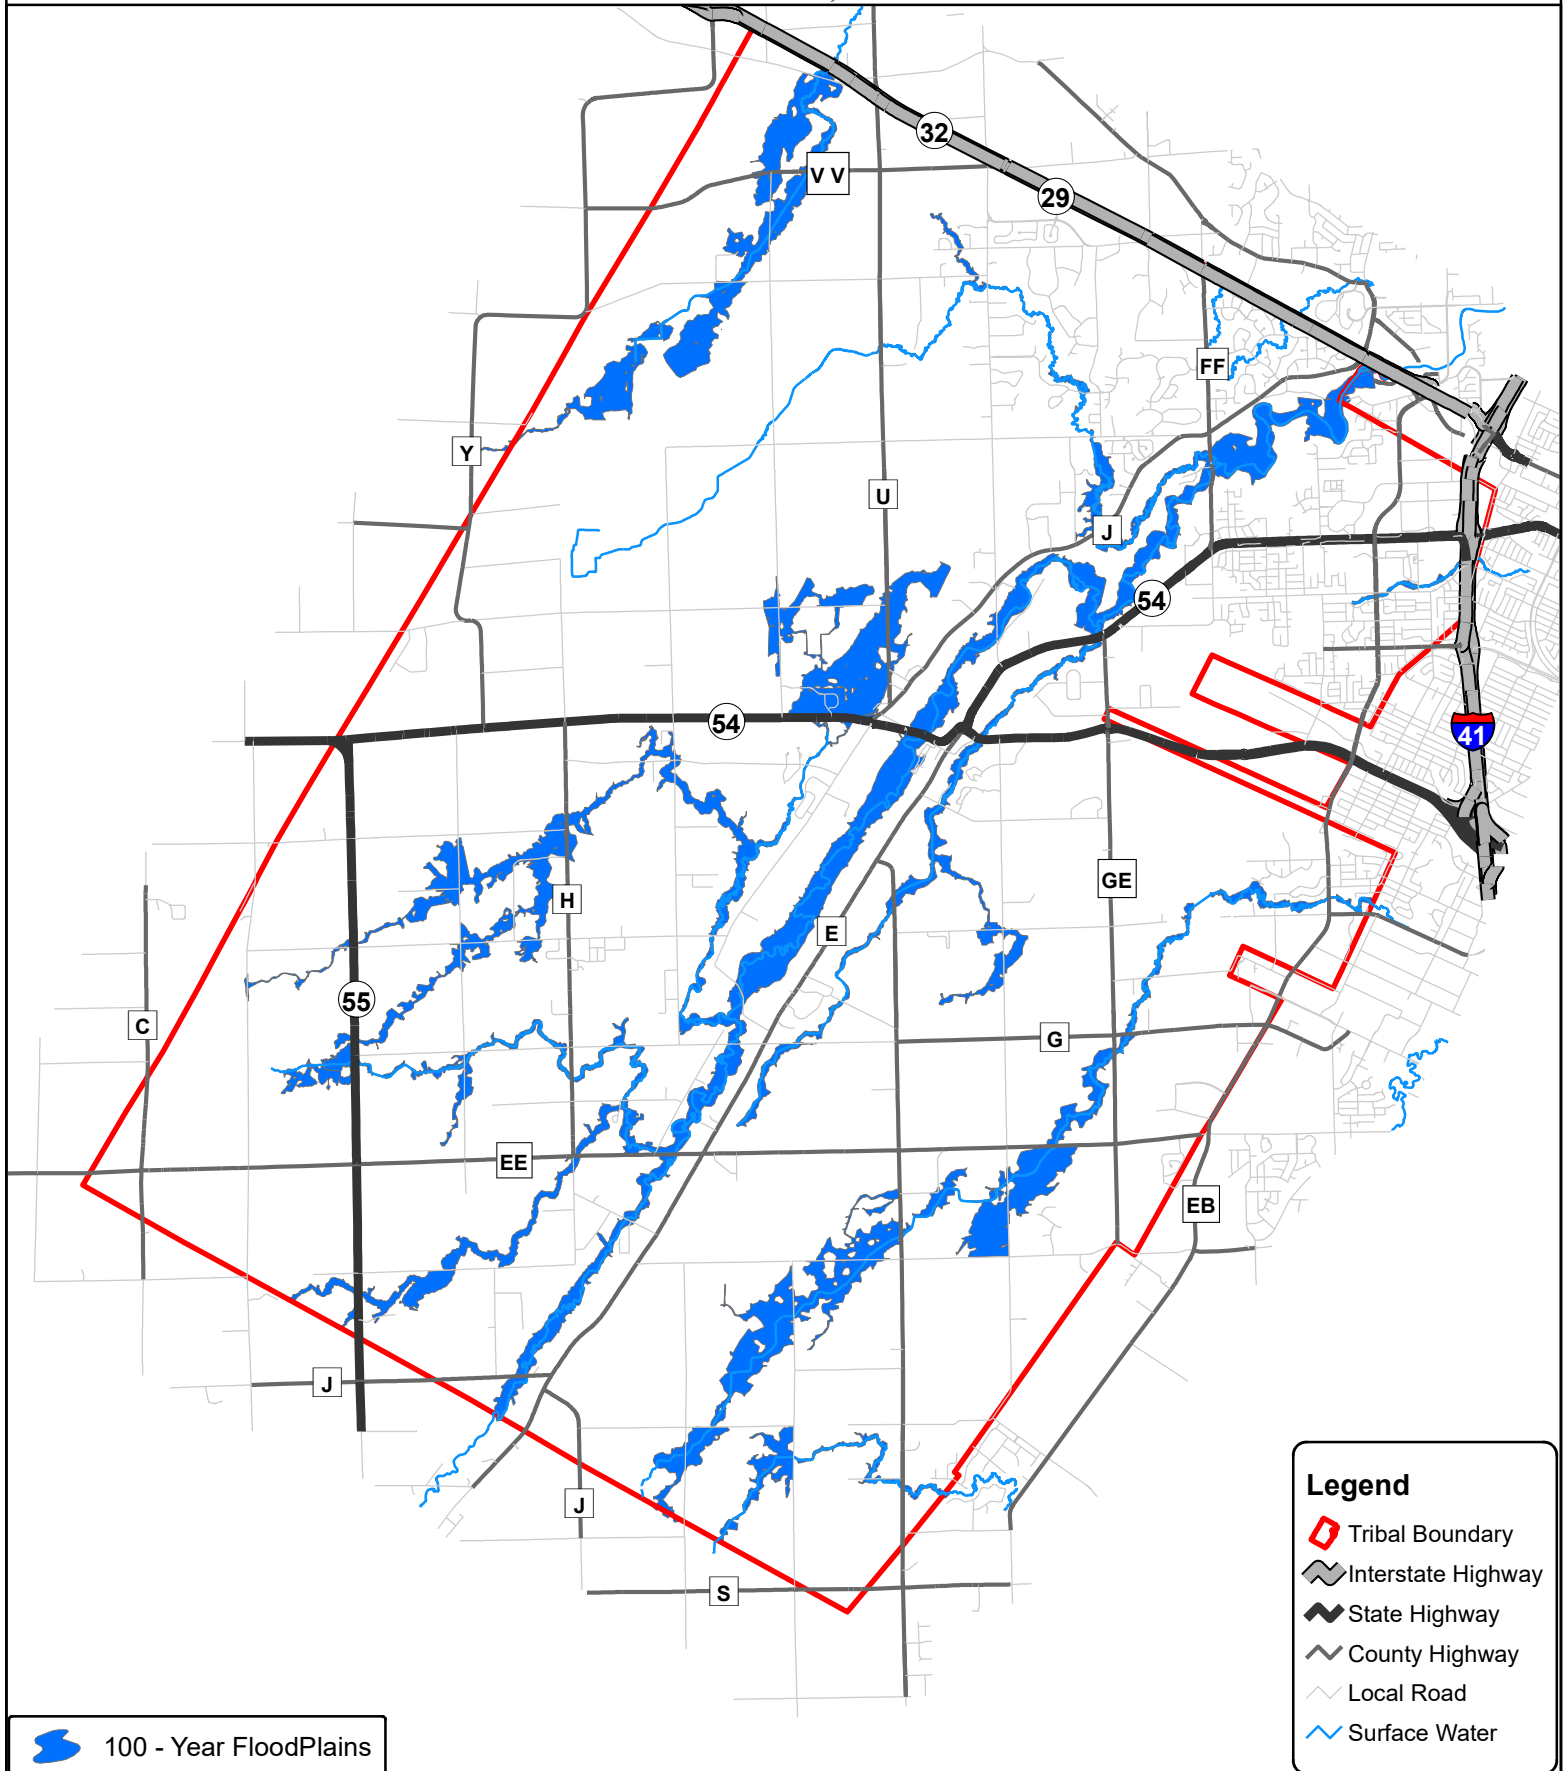 32
V V
29
FF
Y
U
J
54
54
41
GE
H
E
55
C
G
EE
EB
J
J
S
Legend
Tribal Boundary
Interstate Highway
State Highway
County Highway
Local Road
Surface Water
100 - Year FloodPlains